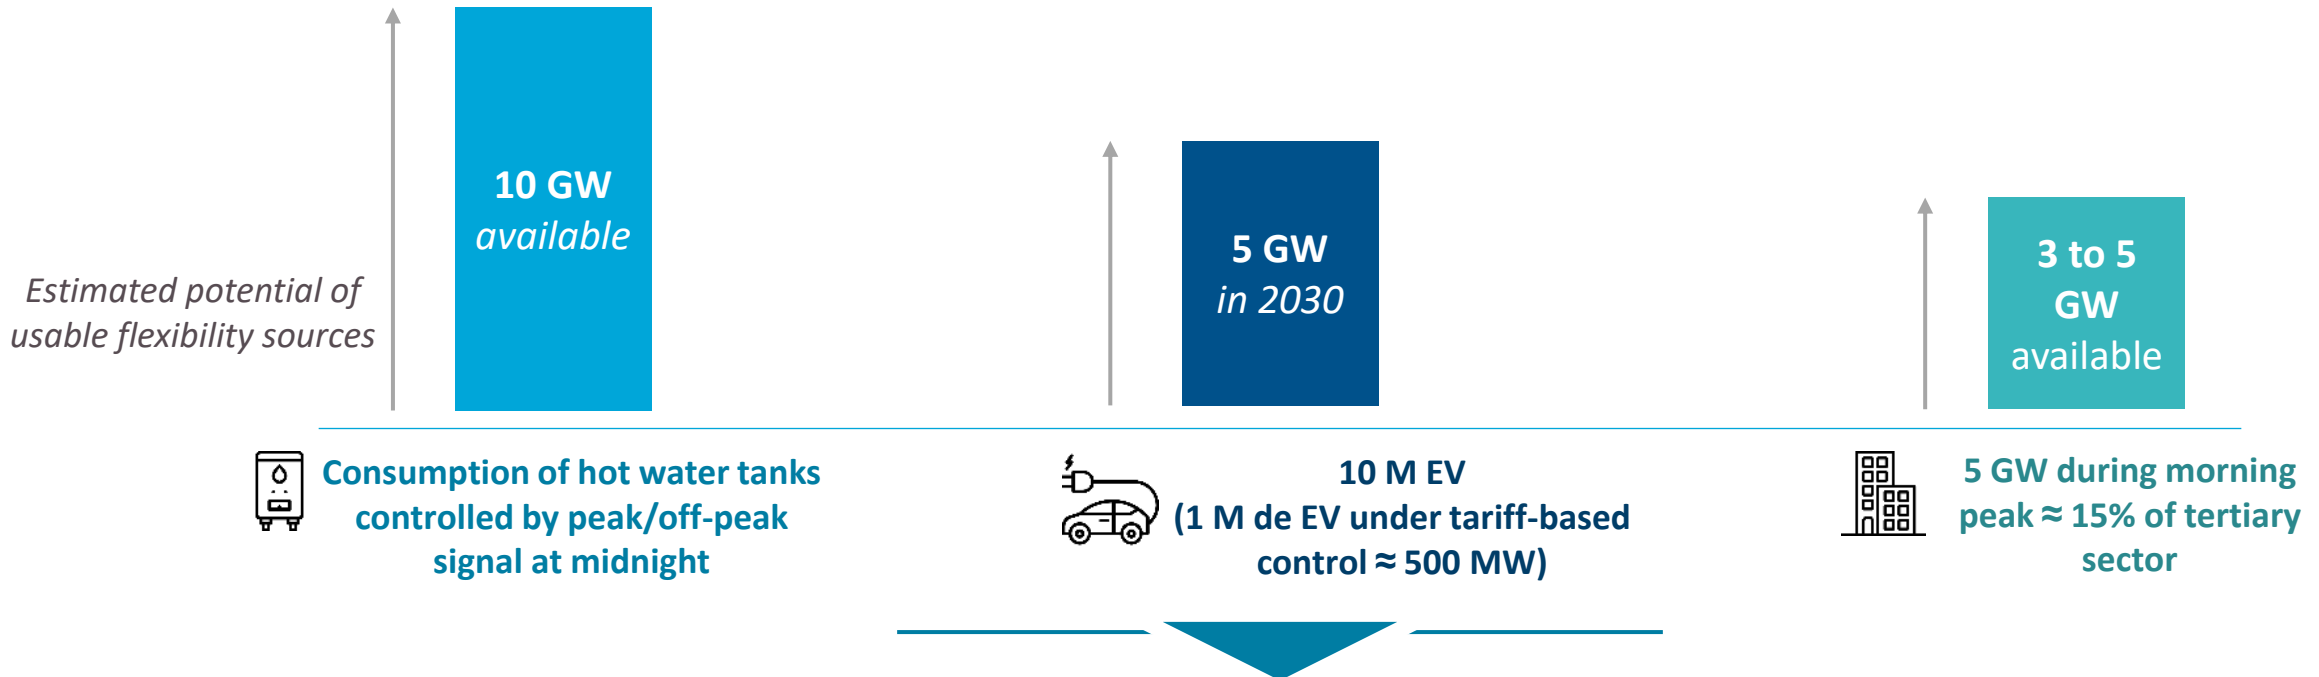 Estimated potential of
usable flexibility sources
10 GW
available
5 GW
in 2030
3 to 5
GW
available
Consumption of hot water tanks
controlled by peak/off-peak
signal at midnight
10 M EV
(1 M de EV under tariff-based
control ≈ 500 MW)
5 GW during morning
peak ≈ 15% of tertiary
sector